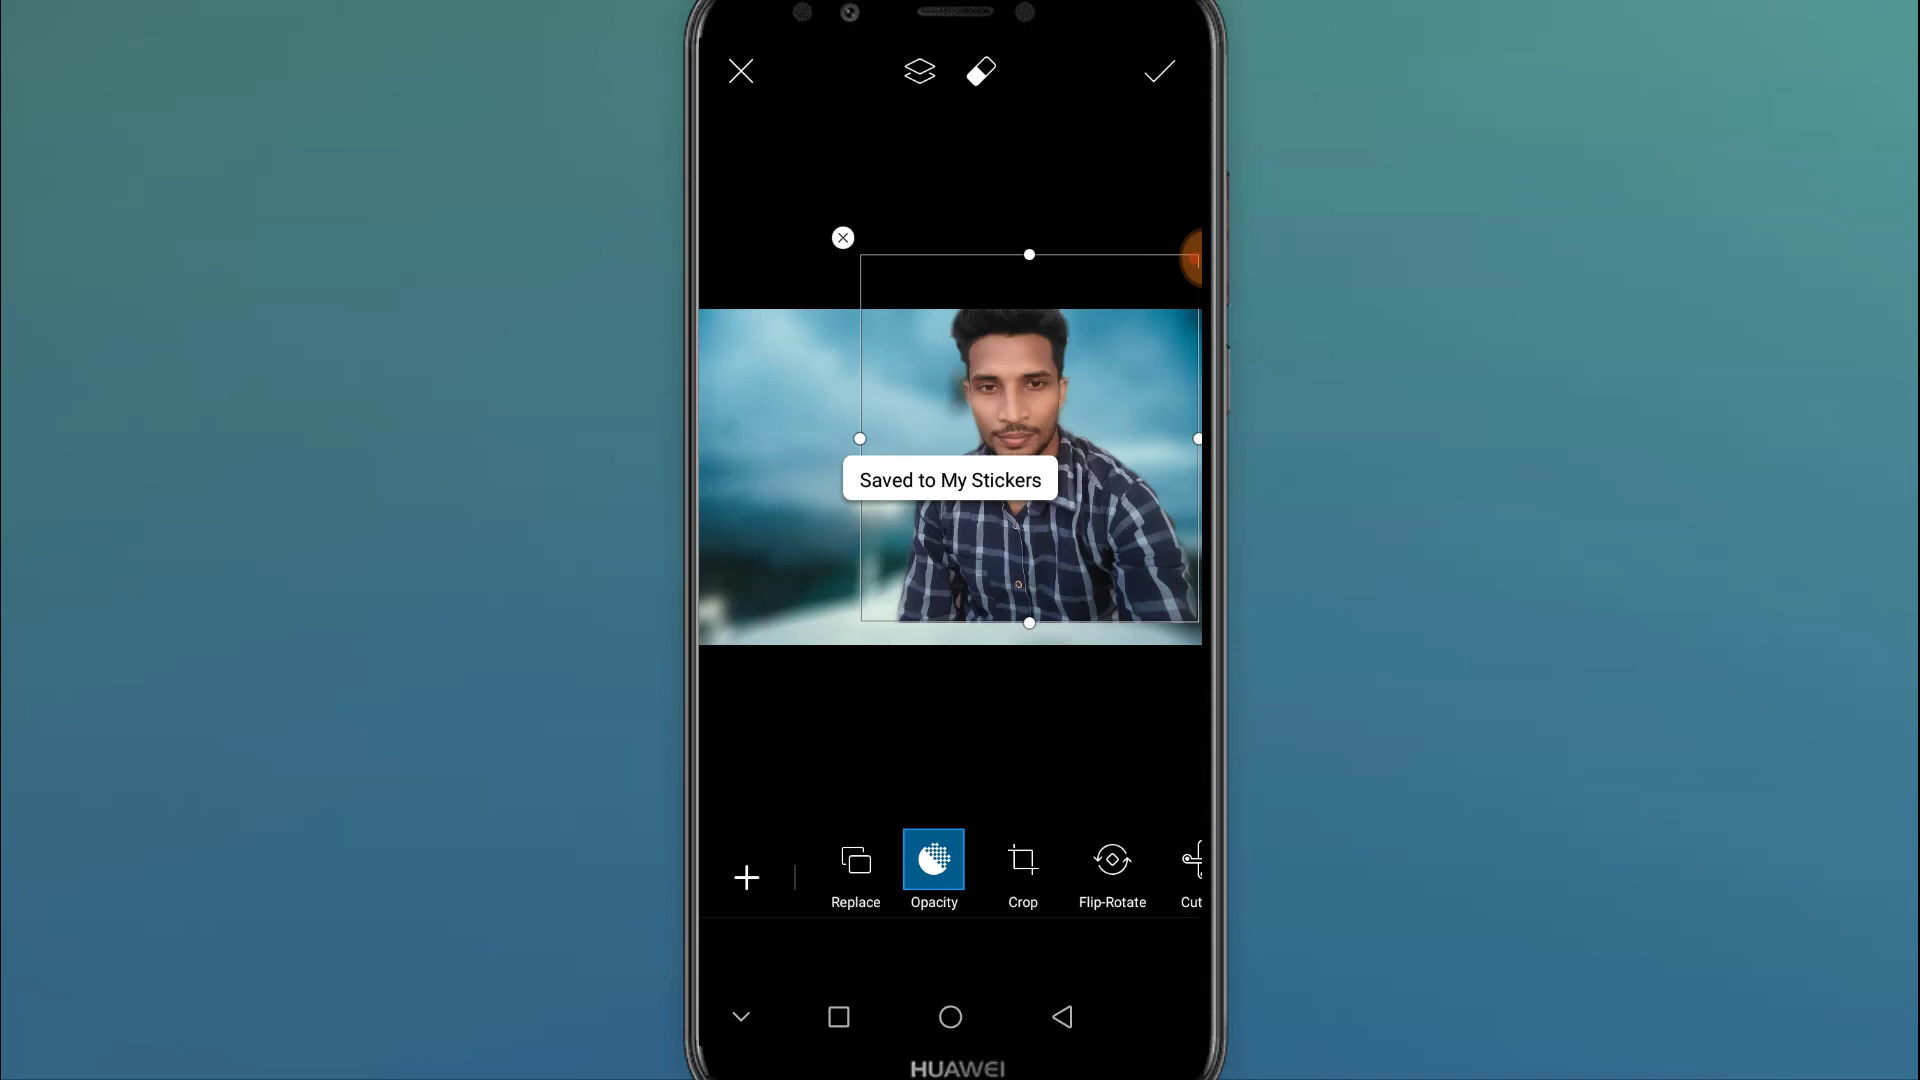 Saved to My Stickers
Replace
Opacity
Crop
Flip-Rotate
Cut
HUAWEI